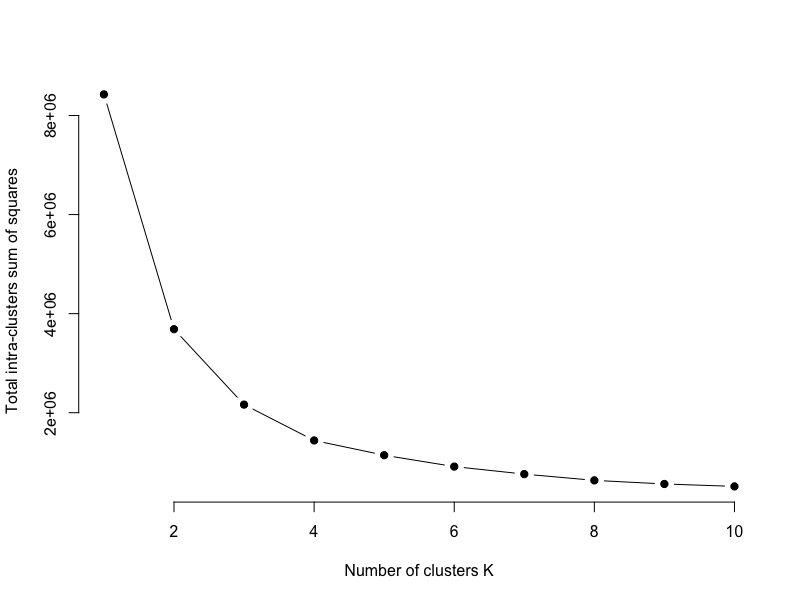 8e+06
6e+06
4e+06
2e+06
Total intra-clusters sum of squares
2 4 6 8 10
Number of clusters K